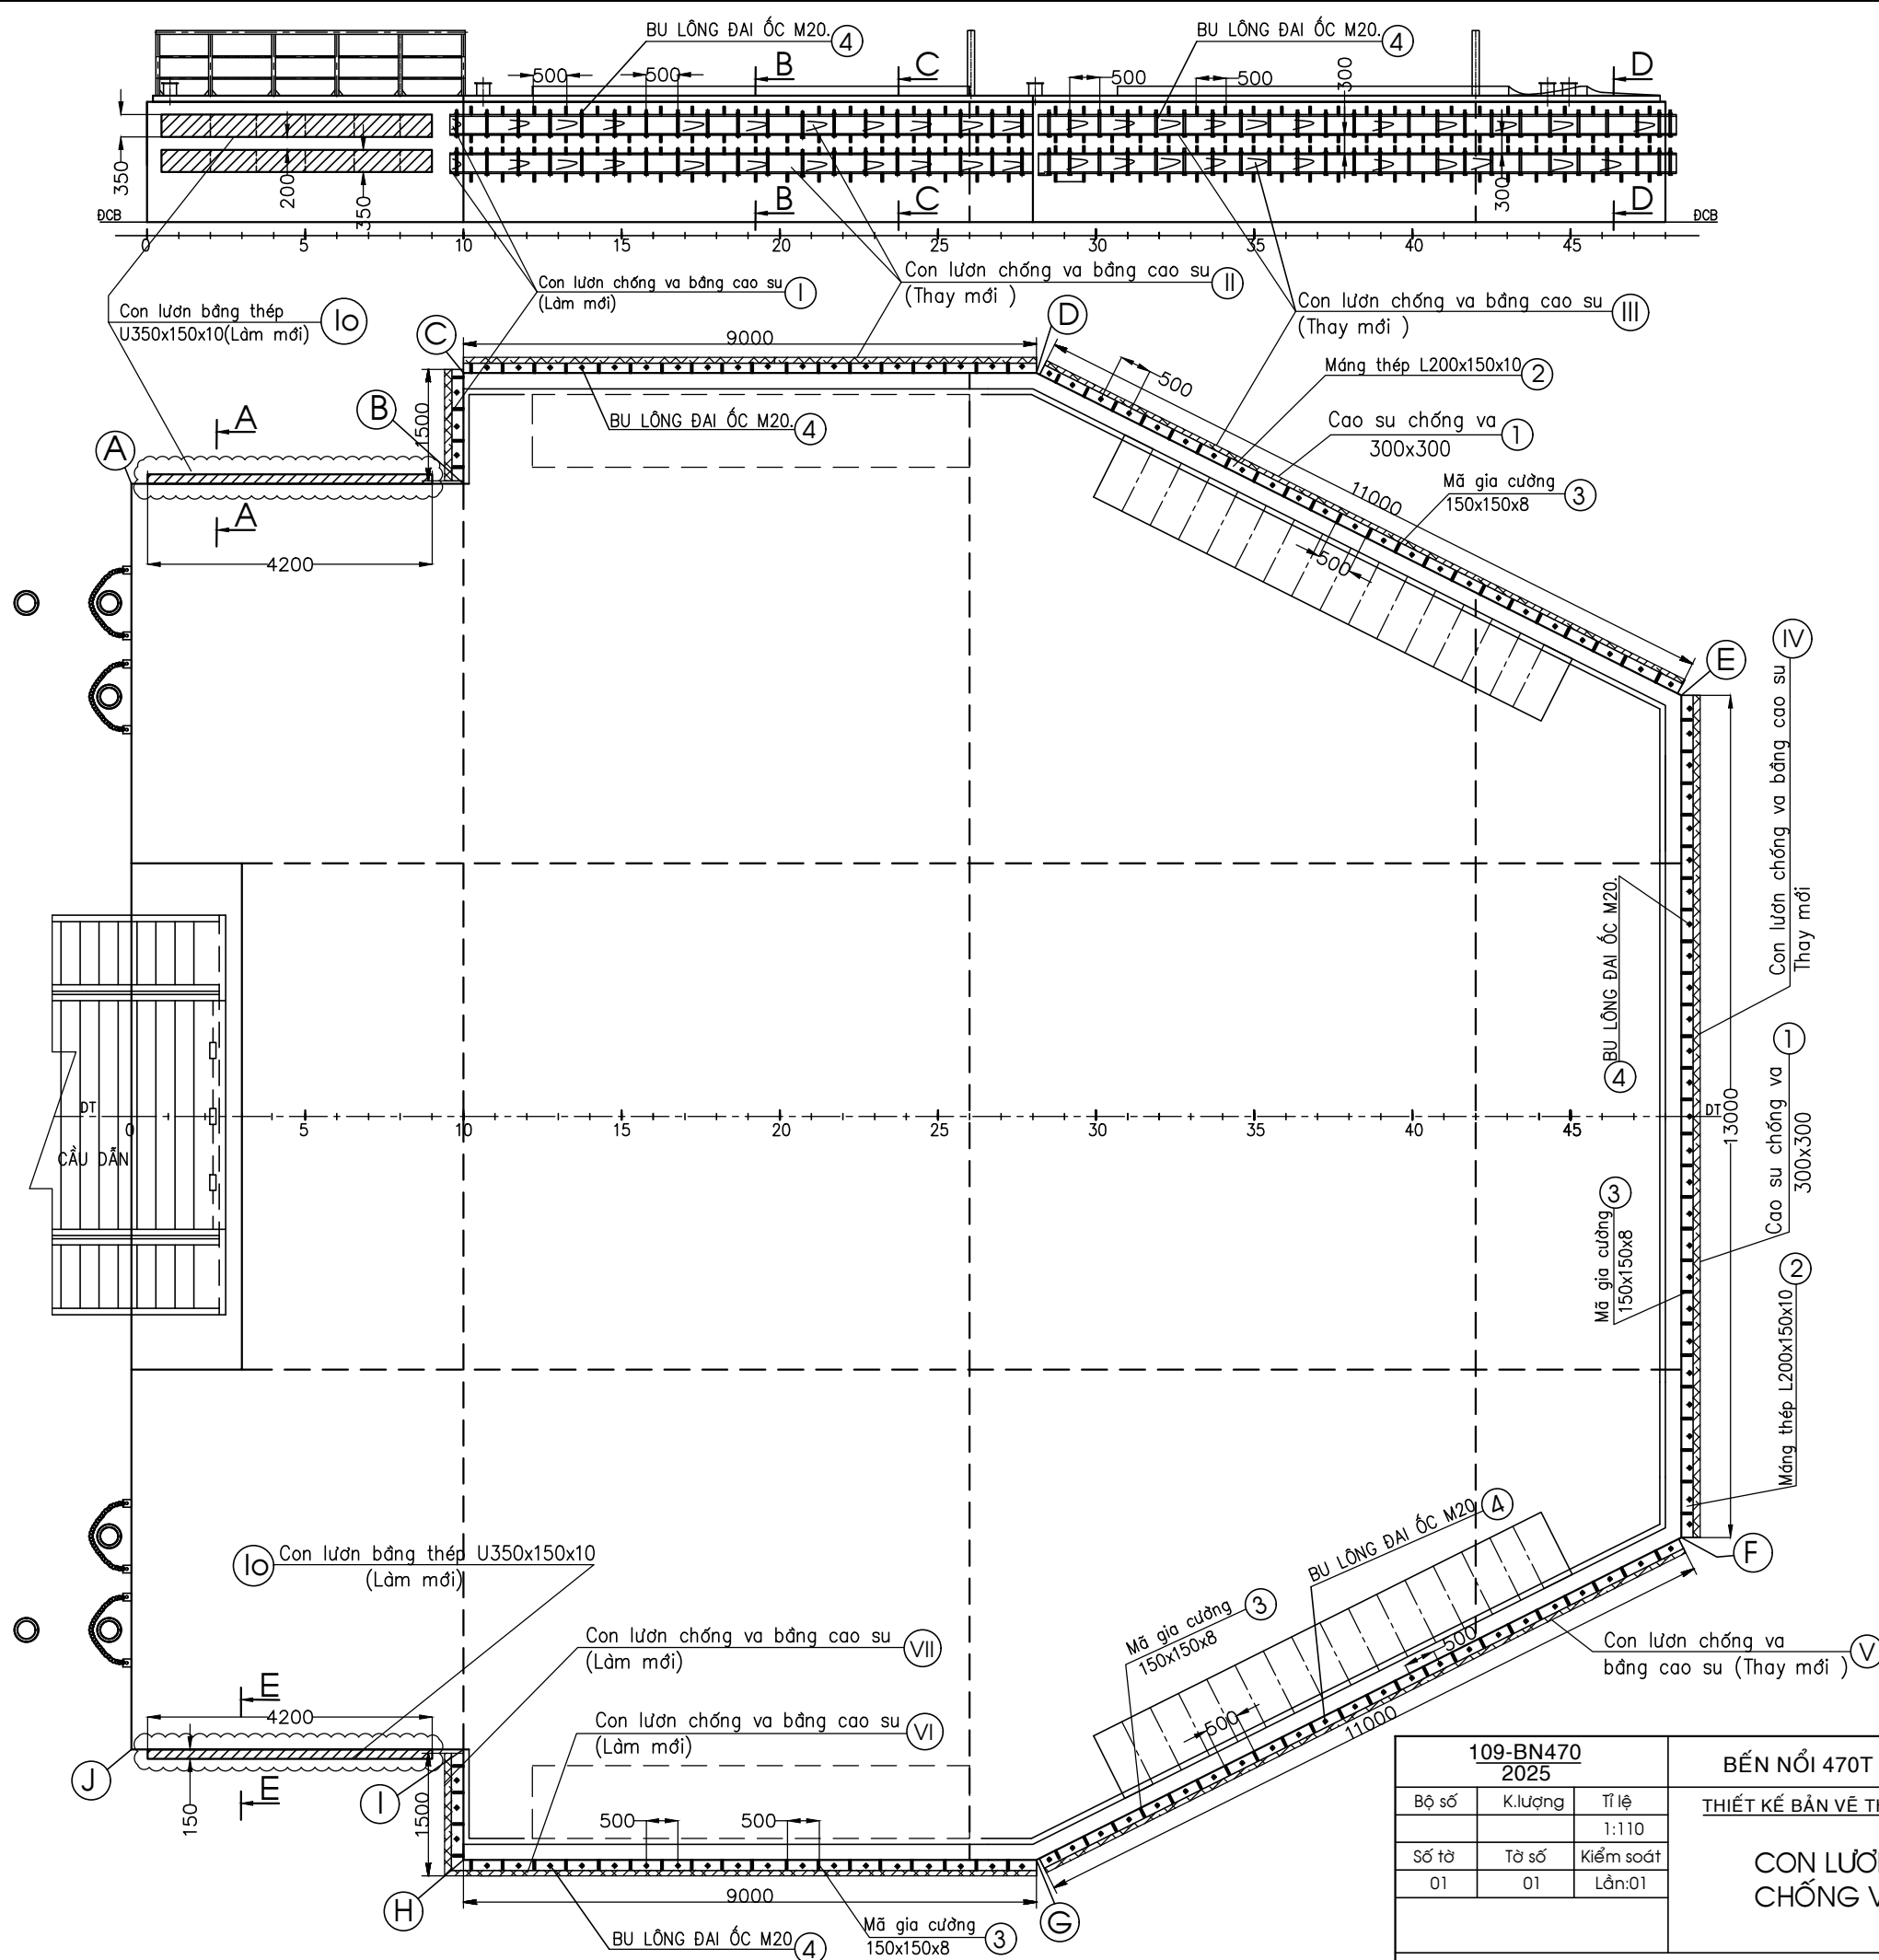 BU LÔNG ĐAI ỐC M20. 4
BU LÔNG ĐAI ỐC M20. 4
B
C
D
500
500
500
500
300
350
200
350
300
B
C
D
ĐCB
ĐCB
0 5 10 15 20 25 30 35 40 45
Con lươn bằng thép
U350x150x10(Làm mới)
Io
Con lươn chống va bằng cao su
(Làm mới)
I
Con lươn chống va bằng cao su
(Thay mới )
II
Con lươn chống va bằng cao su
(Thay mới )
III
C
9000
D
500
Máng thép L200x150x10 2
Cao su chống va
300x300
1
Mã gia cường
150x150x8
3
B
1500
BU LÔNG ĐAI ỐC M20. 4
A
A
A
4200
11000
500
E
IV
Con lươn chống va bằng cao su
Thay mới
BU LÔNG ĐAI ỐC M20.
4
1
Cao su chống va
300x300
DT
CẦU DẪN
0 5 10 15 20 25 30 35 40 45
DT
13000
3
Mã gia cường
150x150x8
2
Máng thép L200x150x10
Io
Con lươn bằng thép U350x150x10
(Làm mới)
BU LÔNG ĐAI ỐC M20 4
F
Con lươn chống va bằng cao su
(Làm mới)
VII
Mã gia cường
150x150x8
3
500
Con lươn chống va
bằng cao su (Thay mới )
V
E
4200
Con lươn chống va bằng cao su
(Làm mới)
VI
500
11000
J
E
150
I
1500
500
500
H
9000
G
BU LÔNG ĐAI ỐC M20 4
Mã gia cường
150x150x8
3
109-BN470
2025
BẾN NỔI 470T
Bộ số K.lượng Tỉ lệ
THIẾT KẾ BẢN VẼ
1:110
Số tờ Tờ số Kiểm soát
01 01 Lần:01
CON
CHỐNG